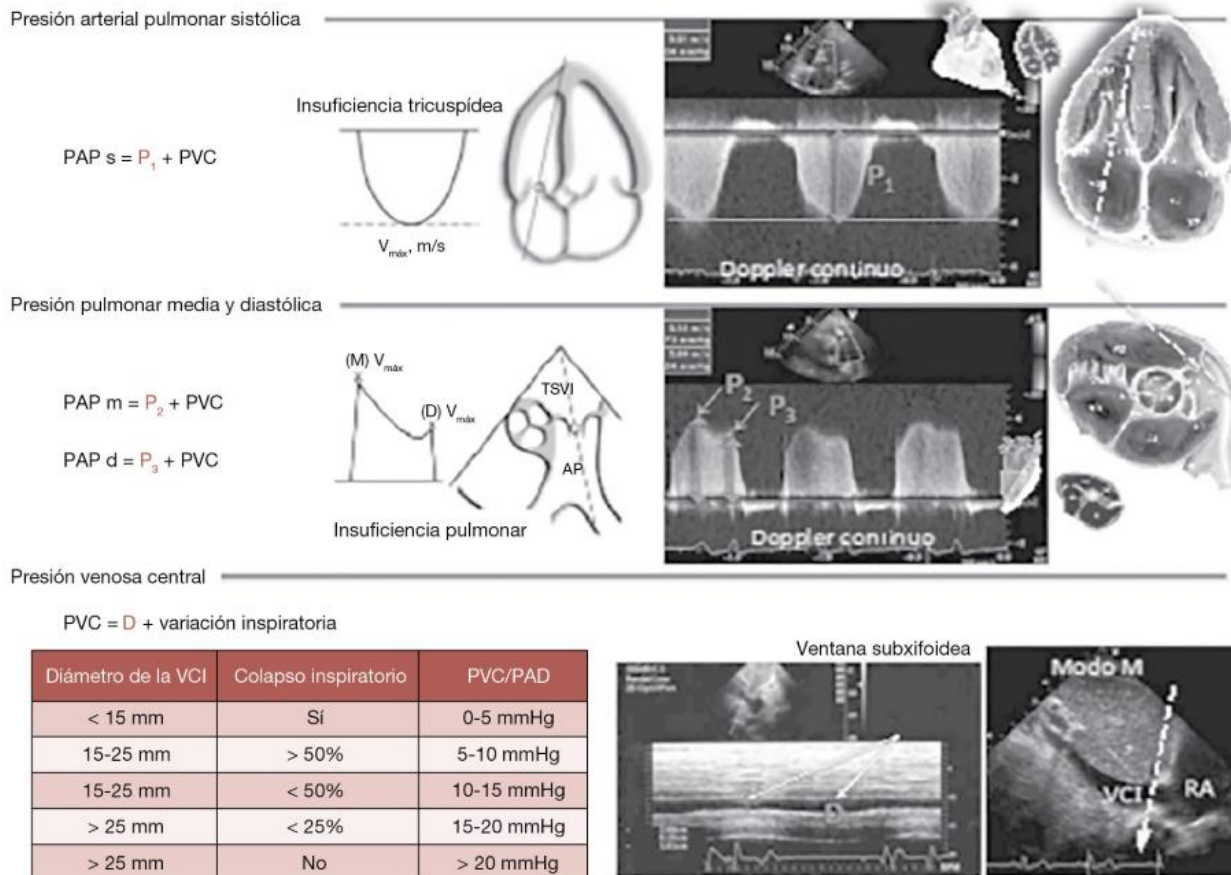 Presión arterial pulmonar sistólica
Insuficiencia tricuspídea
PAP s = P₁ + PVC
Vmáx, m/s
P₁
Doppler continuo
Presión pulmonar media y diastólica
(M) Vmáx
(D) Vmáx
TSVI
AP
PAP m = P₂ + PVC
PAP d = P₃ + PVC
Insuficiencia pulmonar
P₂
P₃
Doppler continuo
Presión venosa central
PVC = D + variación inspiratoria
Diámetro de la VCI Colapso inspiratorio PVC/PAD
< 15 mm Sí 0-5 mmHg
15-25 mm > 50% 5-10 mmHg
15-25 mm < 50% 10-15 mmHg
> 25 mm < 25% 15-20 mmHg
> 25 mm No > 20 mmHg
Ventana subxifoidea
D
Modo M
VCI
RA